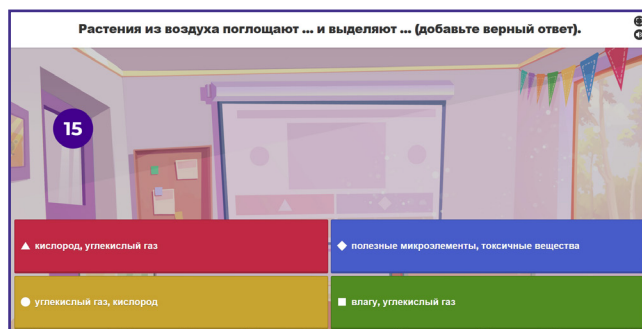 Растения из воздуха поглощают ... и выделяют ... (добавьте верный ответ).
15
кислород, углекислый газ
полезные микроэлементы, токсичные вещества
углекислый газ, кислород
влагу, углекислый газ